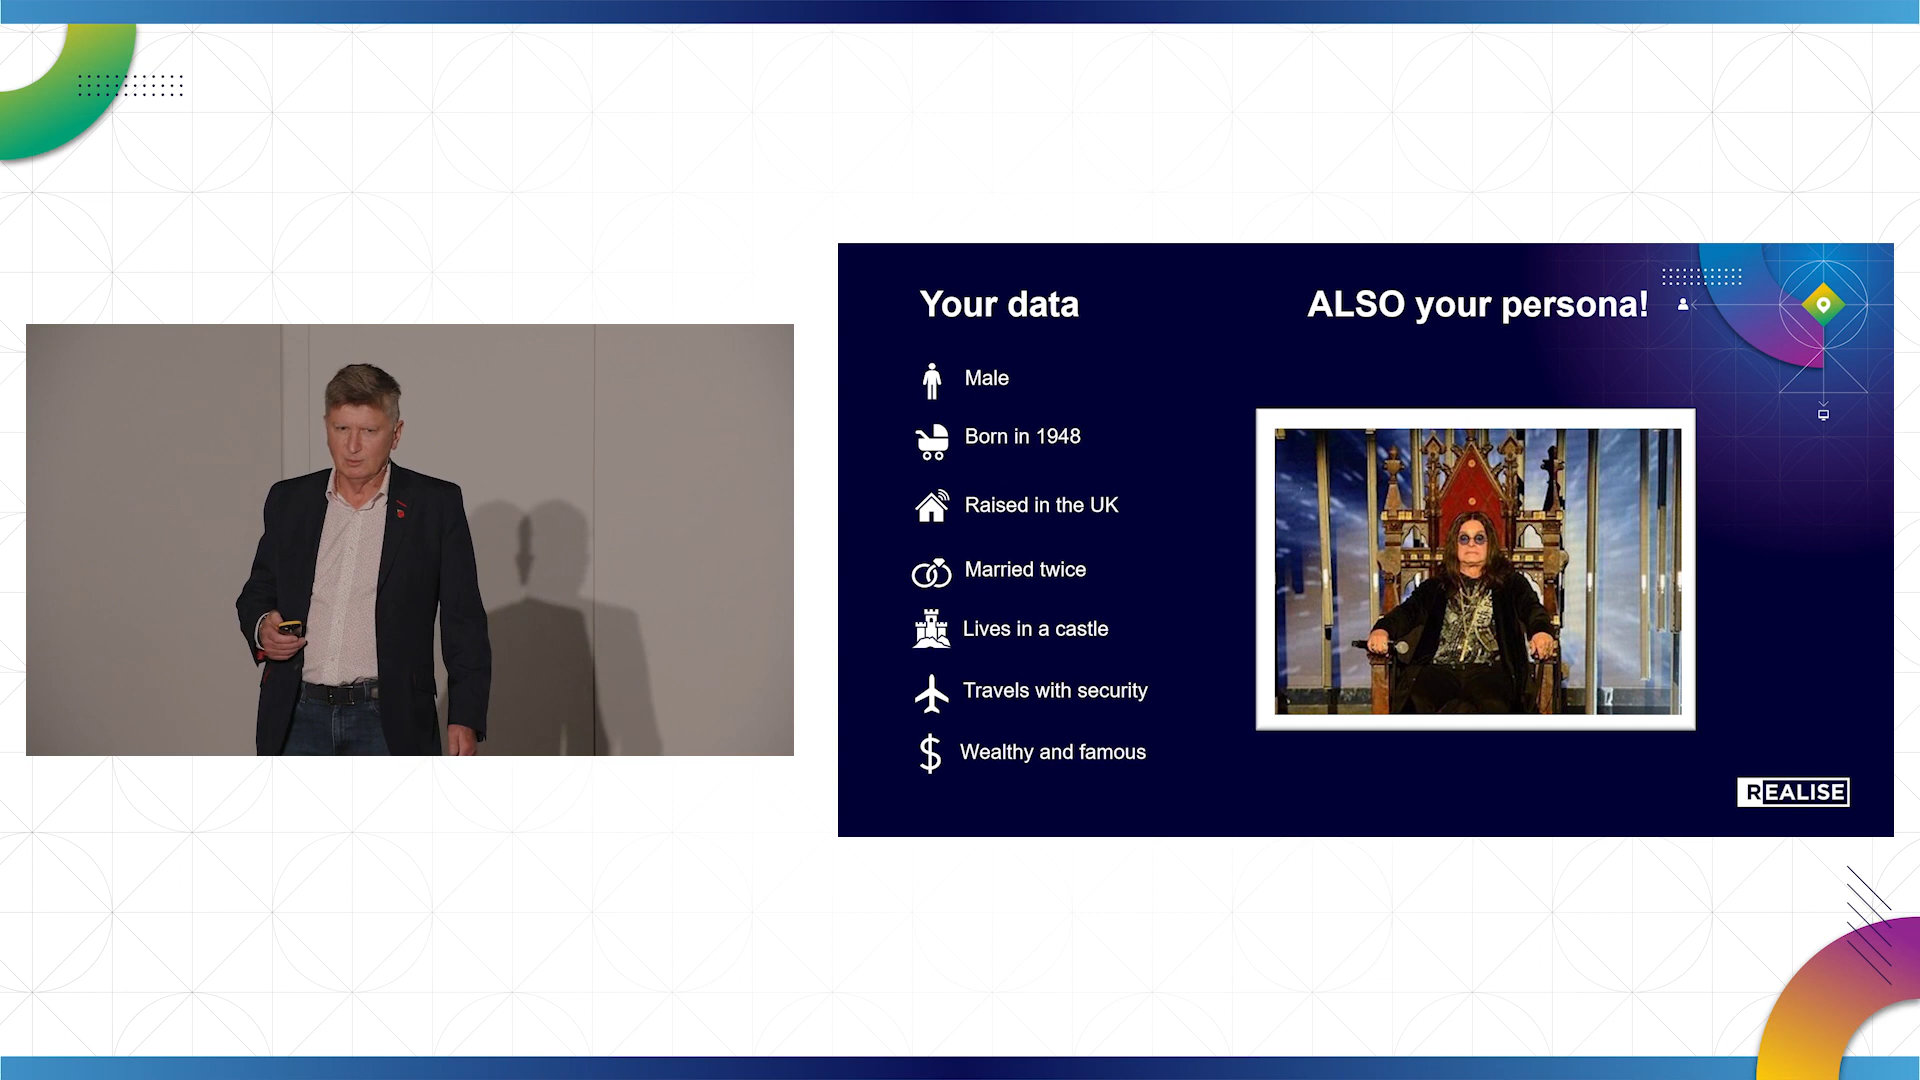 Your data
ALSO your persona!
Male
Born in 1948
Raised in the UK
Married twice
Lives in a castle
Travels with security
Wealthy and famous
REALISE